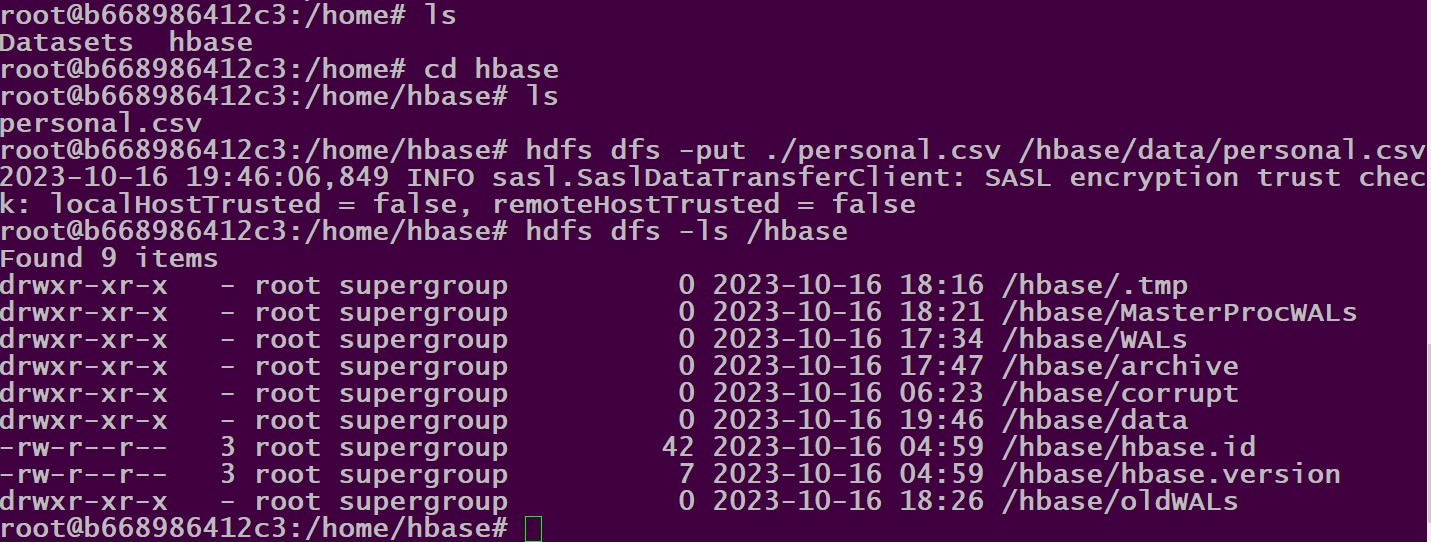 root@b668986412c3:/home# ls
Datasets  hbase
root@b668986412c3:/home# cd hbase
root@b668986412c3:/home/hbase# ls
personal.csv
root@b668986412c3:/home/hbase# hdfs dfs -put ./personal.csv /hbase/data/personal.csv
2023-10-16 19:46:06,849 INFO sasl.SaslDataTransferClient: SASL encryption trust chec
k: localHostTrusted = false, remoteHostTrusted = false
root@b668986412c3:/home/hbase# hdfs dfs -ls /hbase
Found 9 items
drwxr-xr-x   - root supergroup          0 2023-10-16 18:16 /hbase/.tmp
drwxr-xr-x   - root supergroup          0 2023-10-16 18:21 /hbase/MasterProcWALs
drwxr-xr-x   - root supergroup          0 2023-10-16 17:34 /hbase/WALs
drwxr-xr-x   - root supergroup          0 2023-10-16 17:47 /hbase/archive
drwxr-xr-x   - root supergroup          0 2023-10-16 06:23 /hbase/corrupt
drwxr-xr-x   - root supergroup          0 2023-10-16 19:46 /hbase/data
-rw-r--r--   3 root supergroup         42 2023-10-16 04:59 /hbase/hbase.id
-rw-r--r--   3 root supergroup          7 2023-10-16 04:59 /hbase/hbase.version
drwxr-xr-x   - root supergroup          0 2023-10-16 18:26 /hbase/oldWALs
root@b668986412c3:/home/hbase#